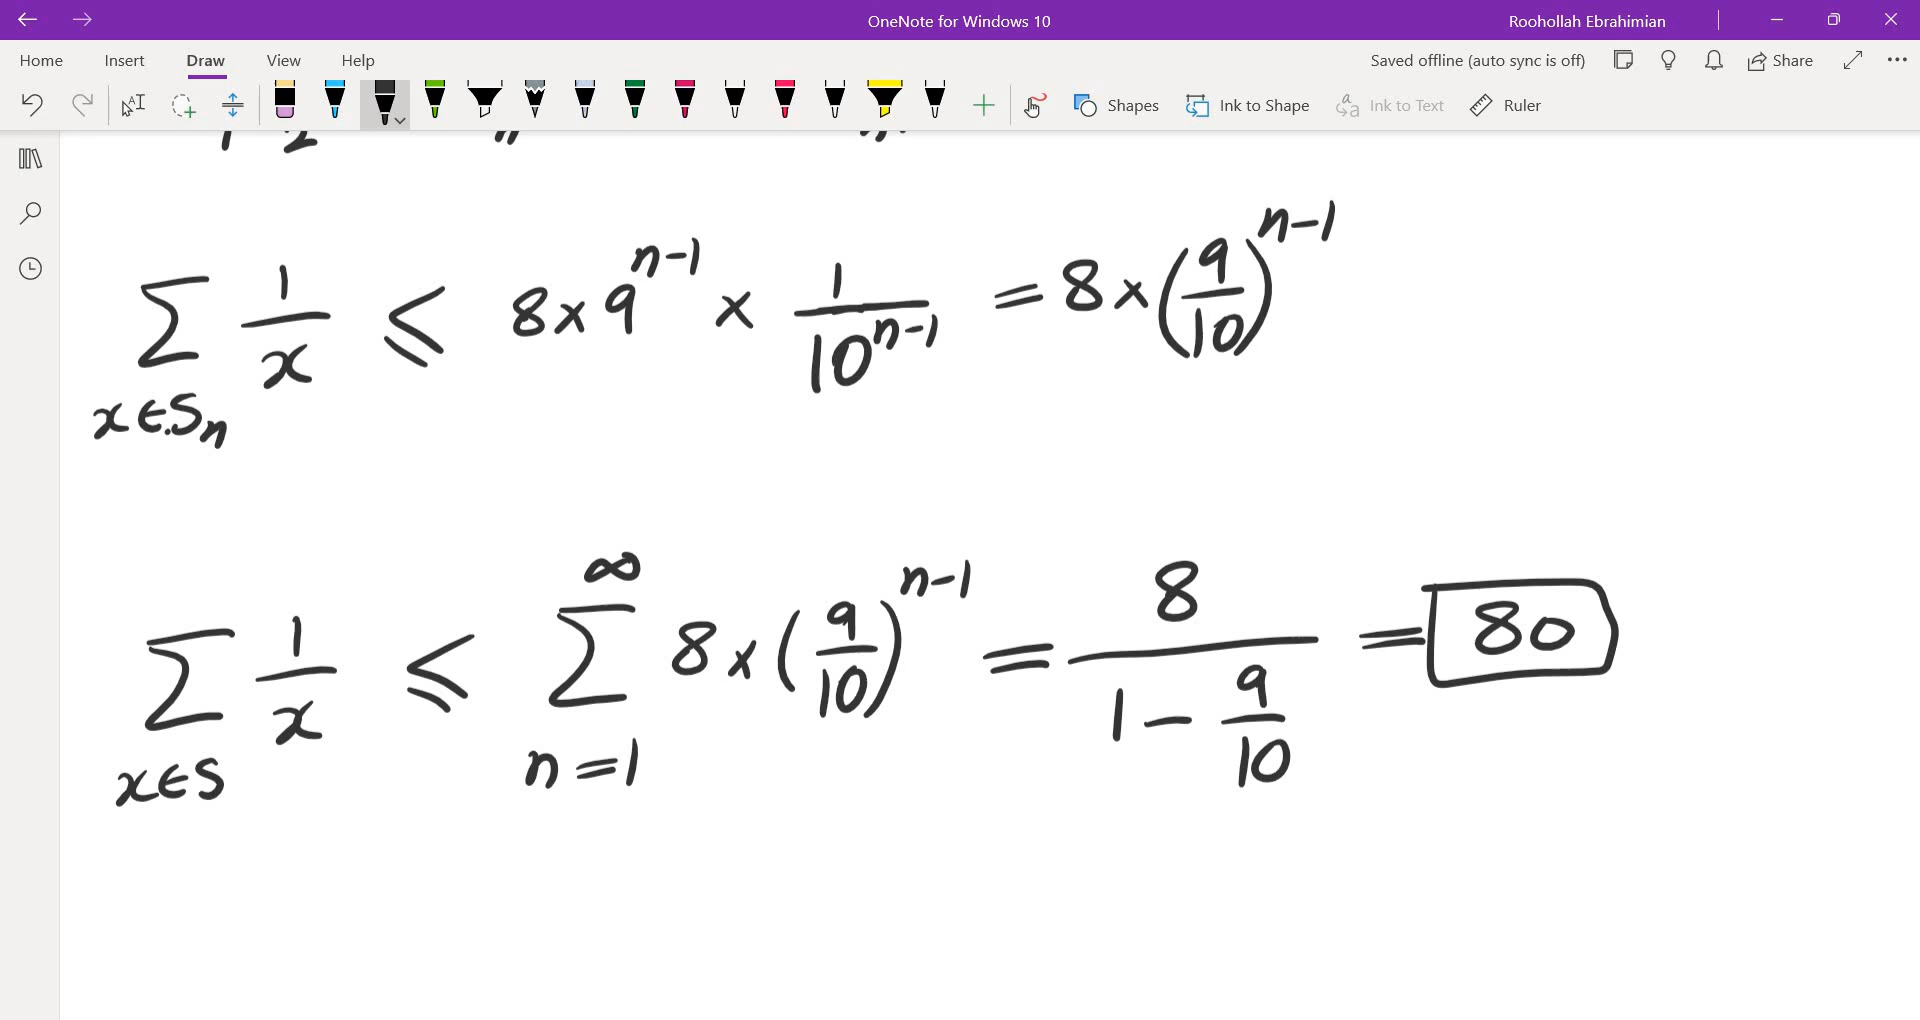 OneNote for Windows 10 Roohollah Ebrahimian
Home Insert Draw View Help Saved offline (auto sync is off) Share
Shapes Ink to Shape Ink to Text Ruler
∑_{x∈S_n} 1/x ≤ 8×9^{n-1} × 1/10^{n-1} = 8×(9/10)^{n-1}
∑_{x∈S} 1/x ≤ ∑_{n=1}^{∞} 8×(9/10)^{n-1} = 8/(1-9/10) = 80